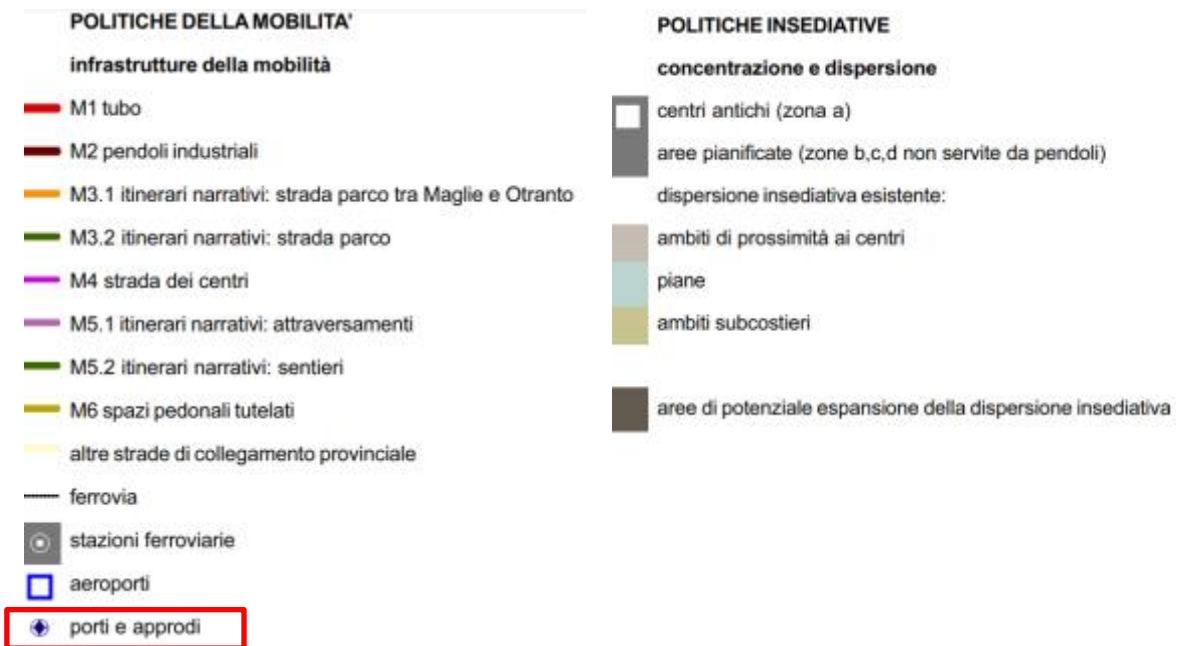 POLITICHE DELLA MOBILITA'
infrastrutture della mobilità
M1 tubo
M2 pendoli industriali
M3.1 itinerari narrativi: strada parco tra Maglie e Otranto
M3.2 itinerari narrativi: strada parco
M4 strada dei centri
M5.1 itinerari narrativi: attraversamenti
M5.2 itinerari narrativi: sentieri
M6 spazi pedonali tutelati
altre strade di collegamento provinciale
ferrovia
stazioni ferroviarie
aeroporti
porti e approdi
POLITICHE INSEDIATIVE
concentrazione e dispersione
centri antichi (zona a)
aree pianificate (zone b,c,d non servite da pendoli)
dispersione insediativa esistente:
ambiti di prossimità ai centri
piane
ambiti subcostieri
aree di potenziale espansione della dispersione insediativa